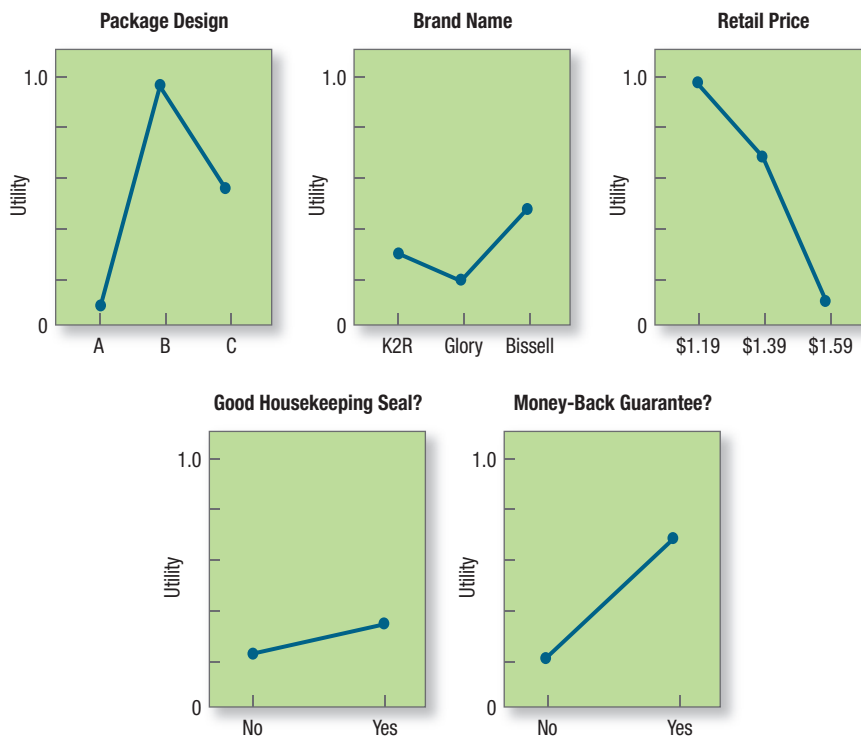 Package Design
1.0
Utility
0
A B C
Brand Name
1.0
Utility
0
K2R Glory Bissell
Retail Price
1.0
Utility
0
$1.19 $1.39 $1.59
Good Housekeeping Seal?
1.0
Utility
0
No Yes
Money-Back Guarantee?
1.0
Utility
0
No Yes